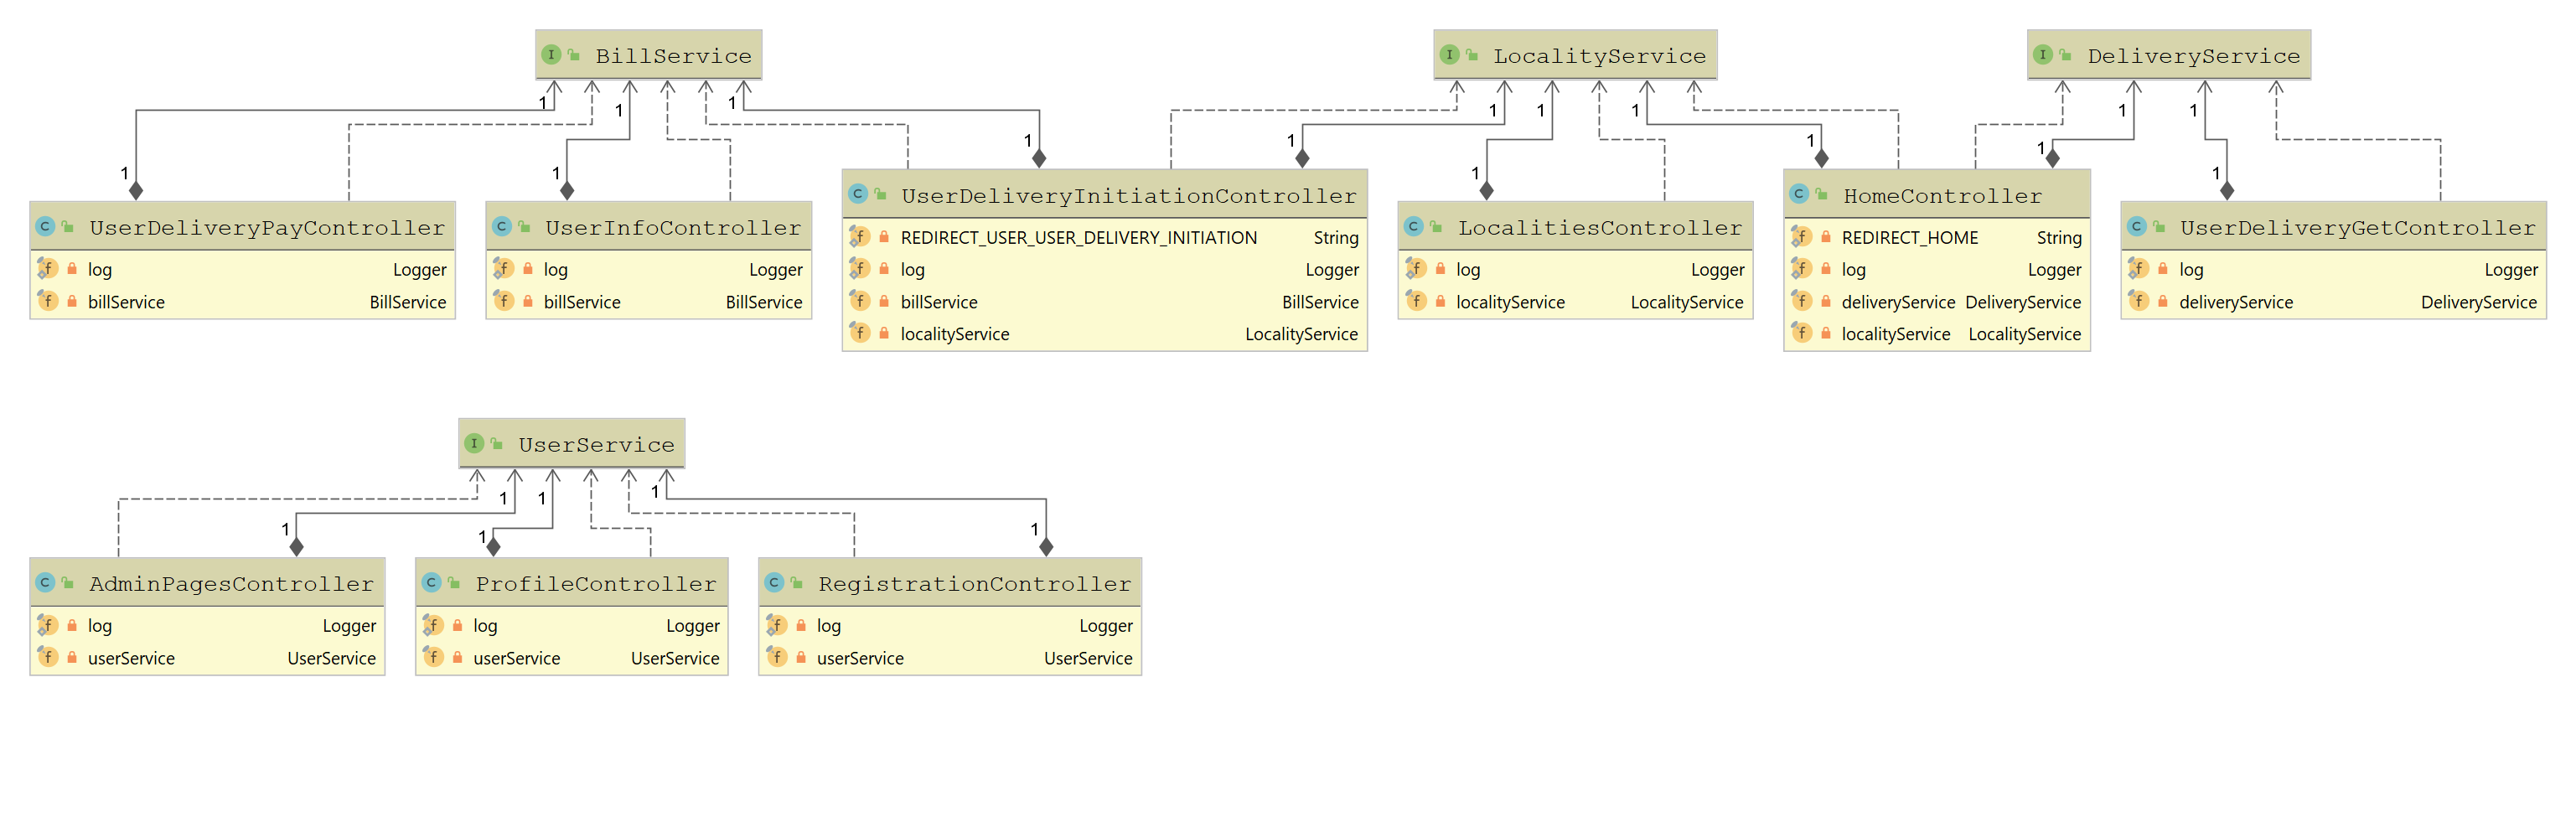 BillService
LocalityService
DeliveryService
1 1 1 1 1 1 1 1
1 1 1 1 1 1 1 1
UserDeliveryPayController
log Logger
billService BillService
UserInfoController
log Logger
billService BillService
UserDeliveryInitiationController
REDIRECT_USER_USER_DELIVERY_INITIATION String
log Logger
billService BillService
localityService LocalityService
LocalitiesController
log Logger
localityService LocalityService
HomeController
REDIRECT_HOME String
log Logger
deliveryService DeliveryService
localityService LocalityService
UserDeliveryGetController
log Logger
deliveryService DeliveryService
UserService
1 1 1
1 1 1
AdminPagesController
log Logger
userService UserService
ProfileController
log Logger
userService UserService
RegistrationController
log Logger
userService UserService